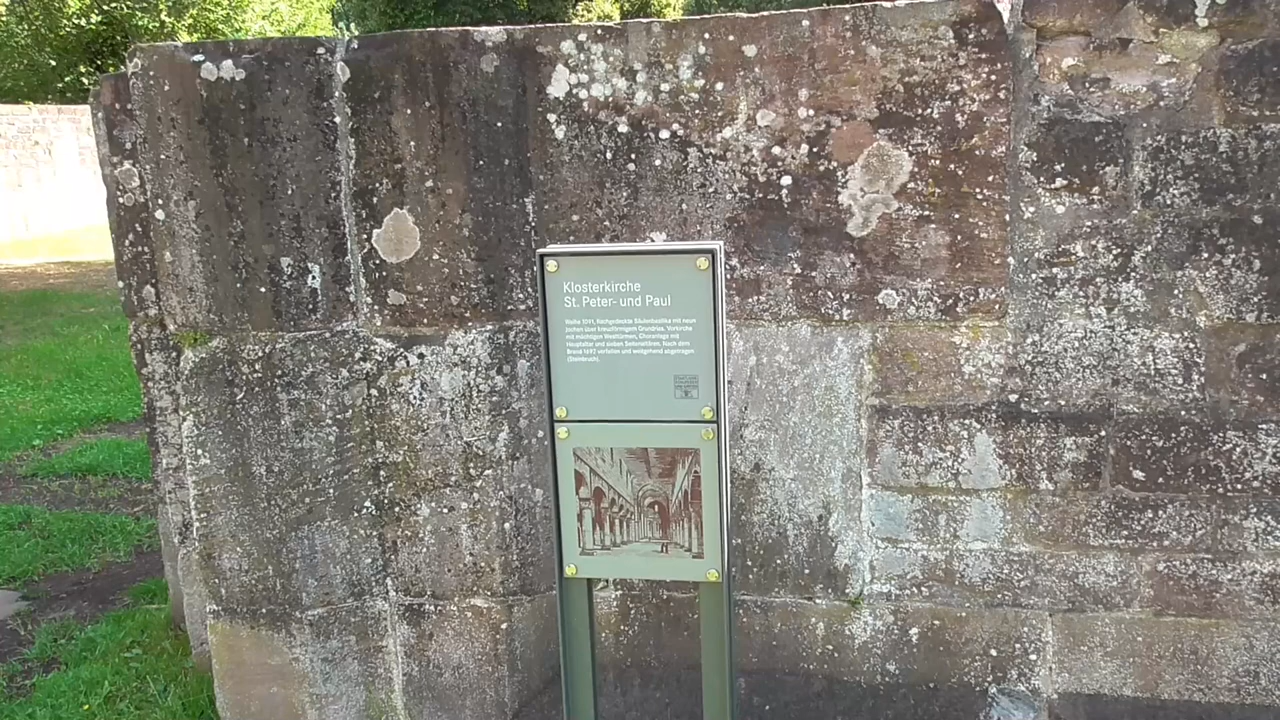 Klosterkirche
St. Peter- und Paul
Weihe 1091, flachgedeckte Säulenbasilika mit neun
Jochen über kreuzförmigem Grundriss, Vorkirche
mit mächtigen Westtürmen, Choranlage mit
Hauptaltar und sieben Seitenaltären. Nach dem
Brand 1692 verfallen und weitgehend abgetragen
(Steinbruch).